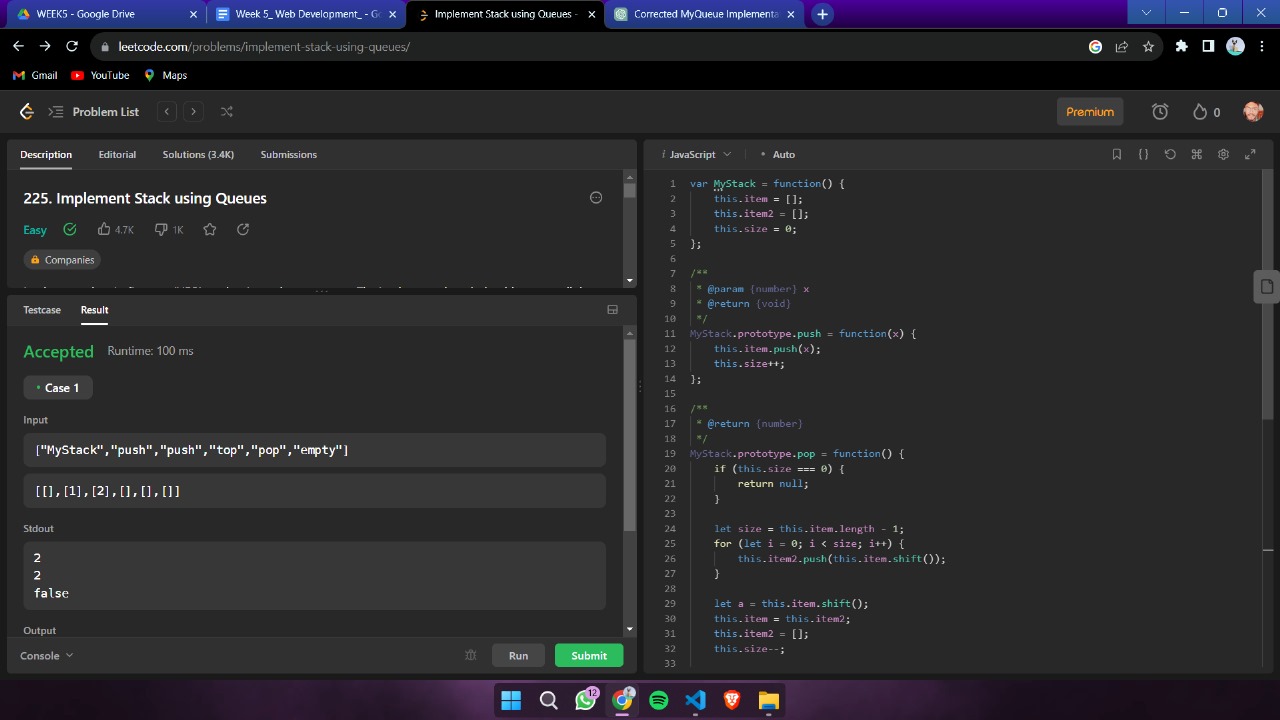 WEEK5 - Google Drive
Week 5_ Web Development_ - Go
Implement Stack using Queues -
Corrected MyQueue Implementa
leetcode.com/problems/implement-stack-using-queues/
Gmail
YouTube
Maps
Problem List
Premium
0
Description
Editorial
Solutions (3.4K)
Submissions
225. Implement Stack using Queues
Easy
4.7K
1K
Companies
Testcase
Result
Accepted
Runtime: 100 ms
• Case 1
Input
["MyStack","push","push","top","pop","empty"]
[[],[1],[2],[],[],[]]
Stdout
2
2
false
Output
Console
Run
Submit
i JavaScript
• Auto
1 var MyStack = function() {
2 this.item = [];
3 this.item2 = [];
4 this.size = 0;
5 };
6
7 /**
8 * @param {number} x
9 * @return {void}
10 */
11 MyStack.prototype.push = function(x) {
12 this.item.push(x);
13 this.size++;
14 };
15
16 /**
17 * @return {number}
18 */
19 MyStack.prototype.pop = function() {
20 if (this.size === 0) {
21 return null;
22 }
23
24 let size = this.item.length - 1;
25 for (let i = 0; i < size; i++) {
26 this.item2.push(this.item.shift());
27 }
28
29 let a = this.item.shift();
30 this.item = this.item2;
31 this.item2 = [];
32 this.size--;
33
12